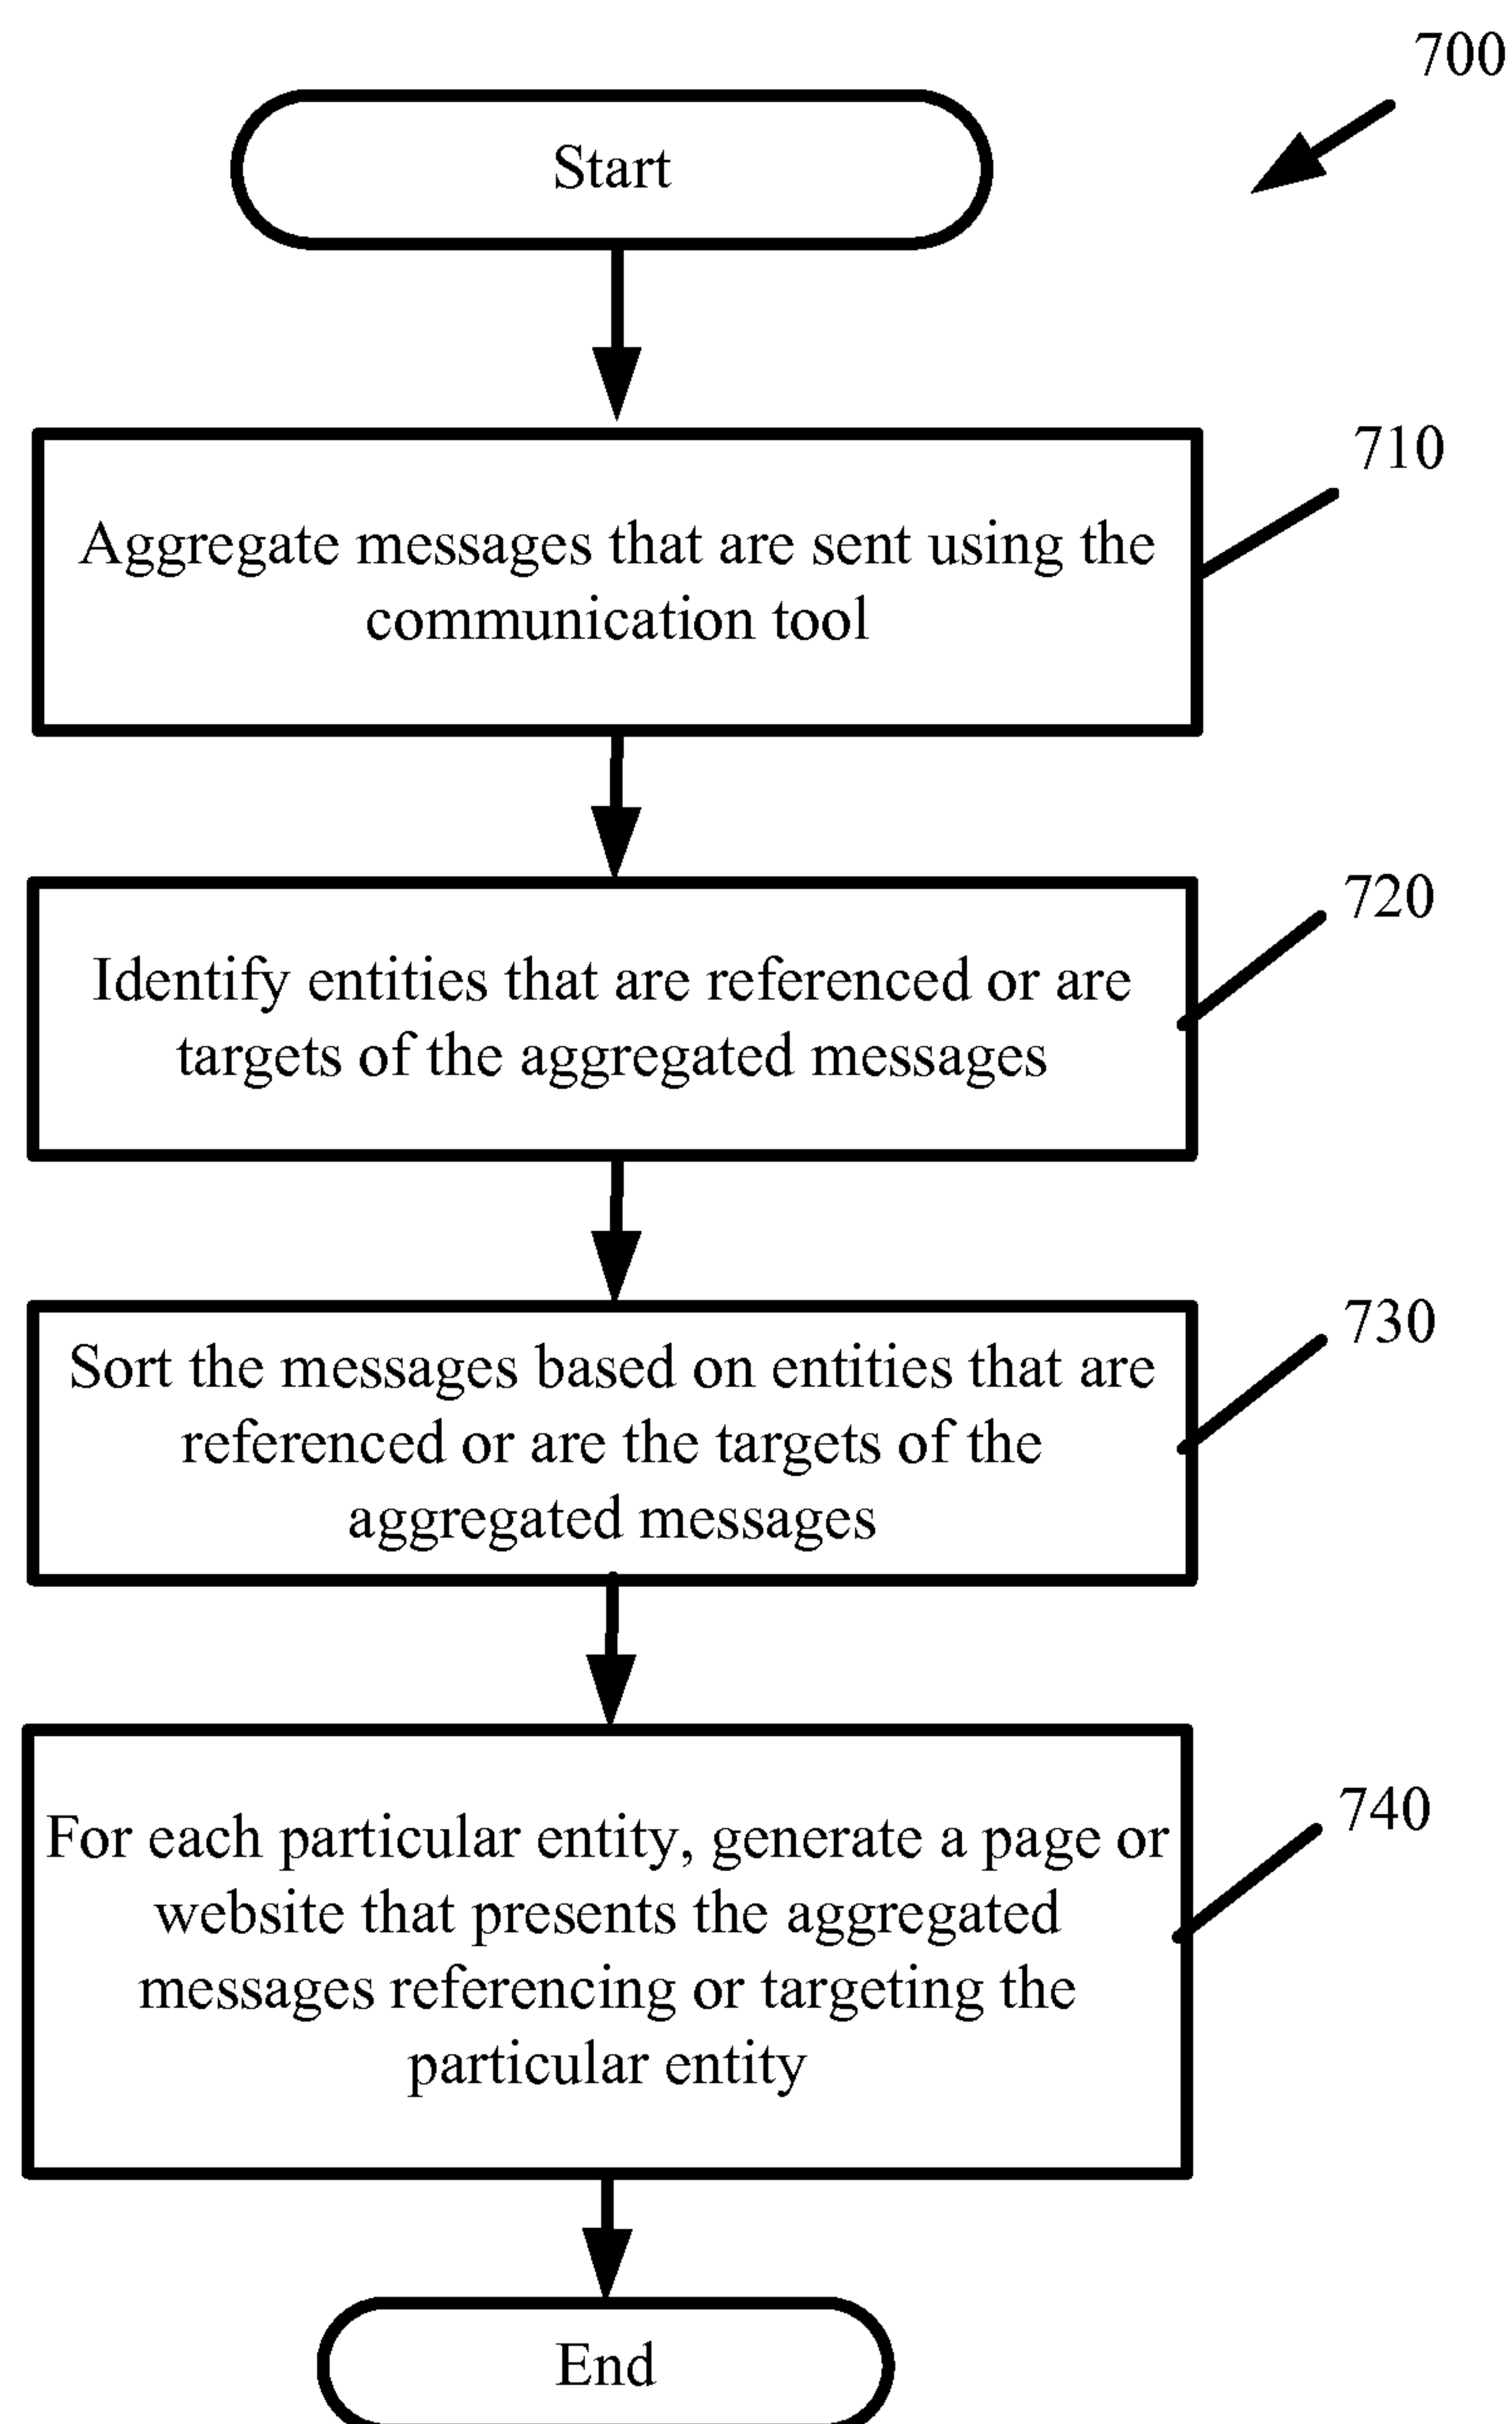 700
Start
710
Aggregate messages that are sent using the
communication tool
720
Identify entities that are referenced or are
targets of the aggregated messages
730
Sort the messages based on entities that are
referenced or are the targets of the
aggregated messages
740
For each particular entity, generate a page or
website that presents the aggregated
messages referencing or targeting the
particular entity
End